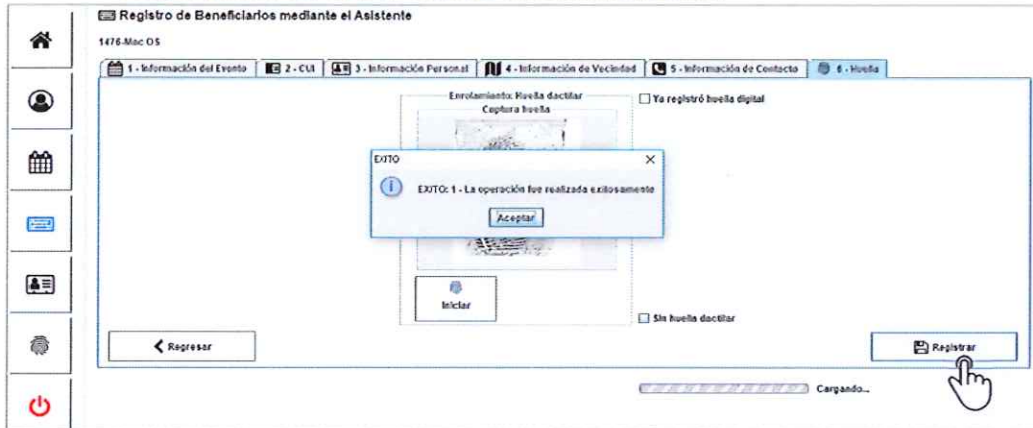 Registro de Beneficiarios mediante el Asistente
1476-Mac OS
1 - Información del Evento
2 - CUI
3 - Información Personal
4 - Información de Vecindad
5 - Información de Contacto
6 - Huella
Enrolamiento: Huella dactilar
Captura huella
Ya registró huella digital
EXITO
EXITO: 1 - La operación fue realizada exitosamente
Aceptar
Iniciar
Sin huella dactilar
Regresar
Registrar
Cargando...